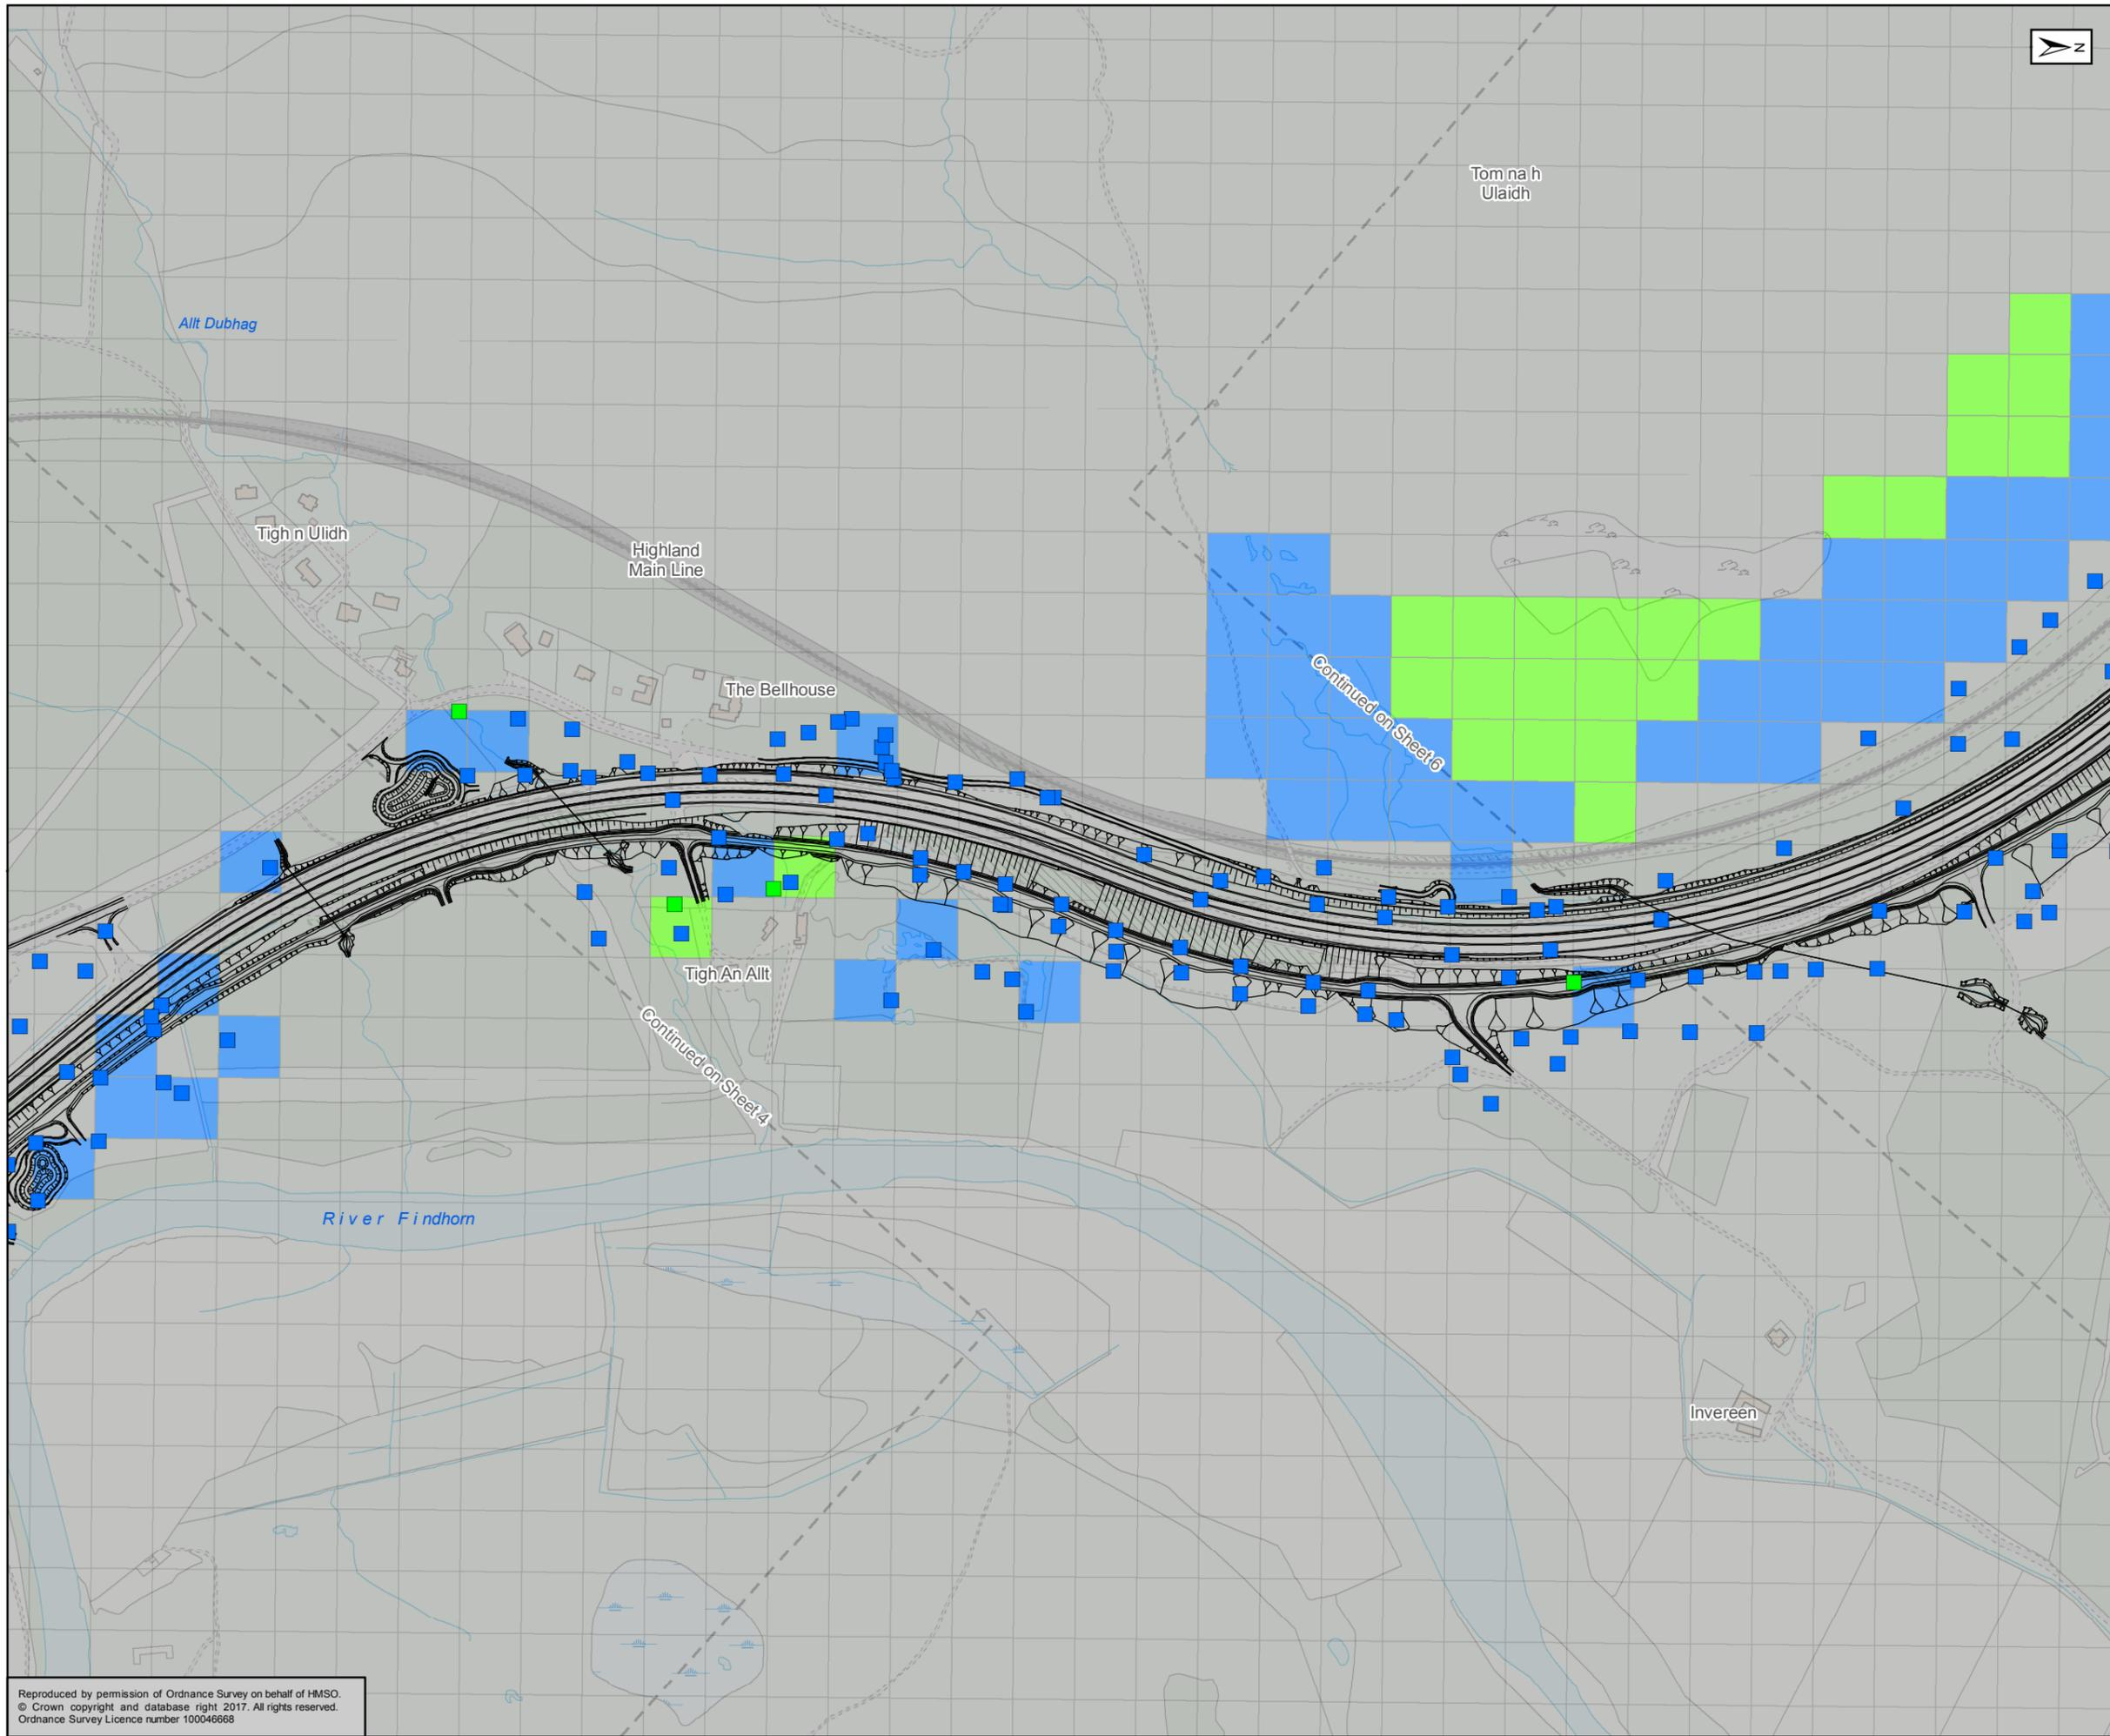 N
Tom na h
Ulaidh
Allt Dubhag
Tigh n Ulidh
Highland
Main Line
The Bellhouse
Continued on Sheet 6
Tigh An Allt
Continued on Sheet 4
River Findhorn
Invereen
Reproduced by permission of Ordnance Survey on behalf of HMSO.
© Crown copyright and database right 2017. All rights reserved.
Ordnance Survey Licence number 100046668